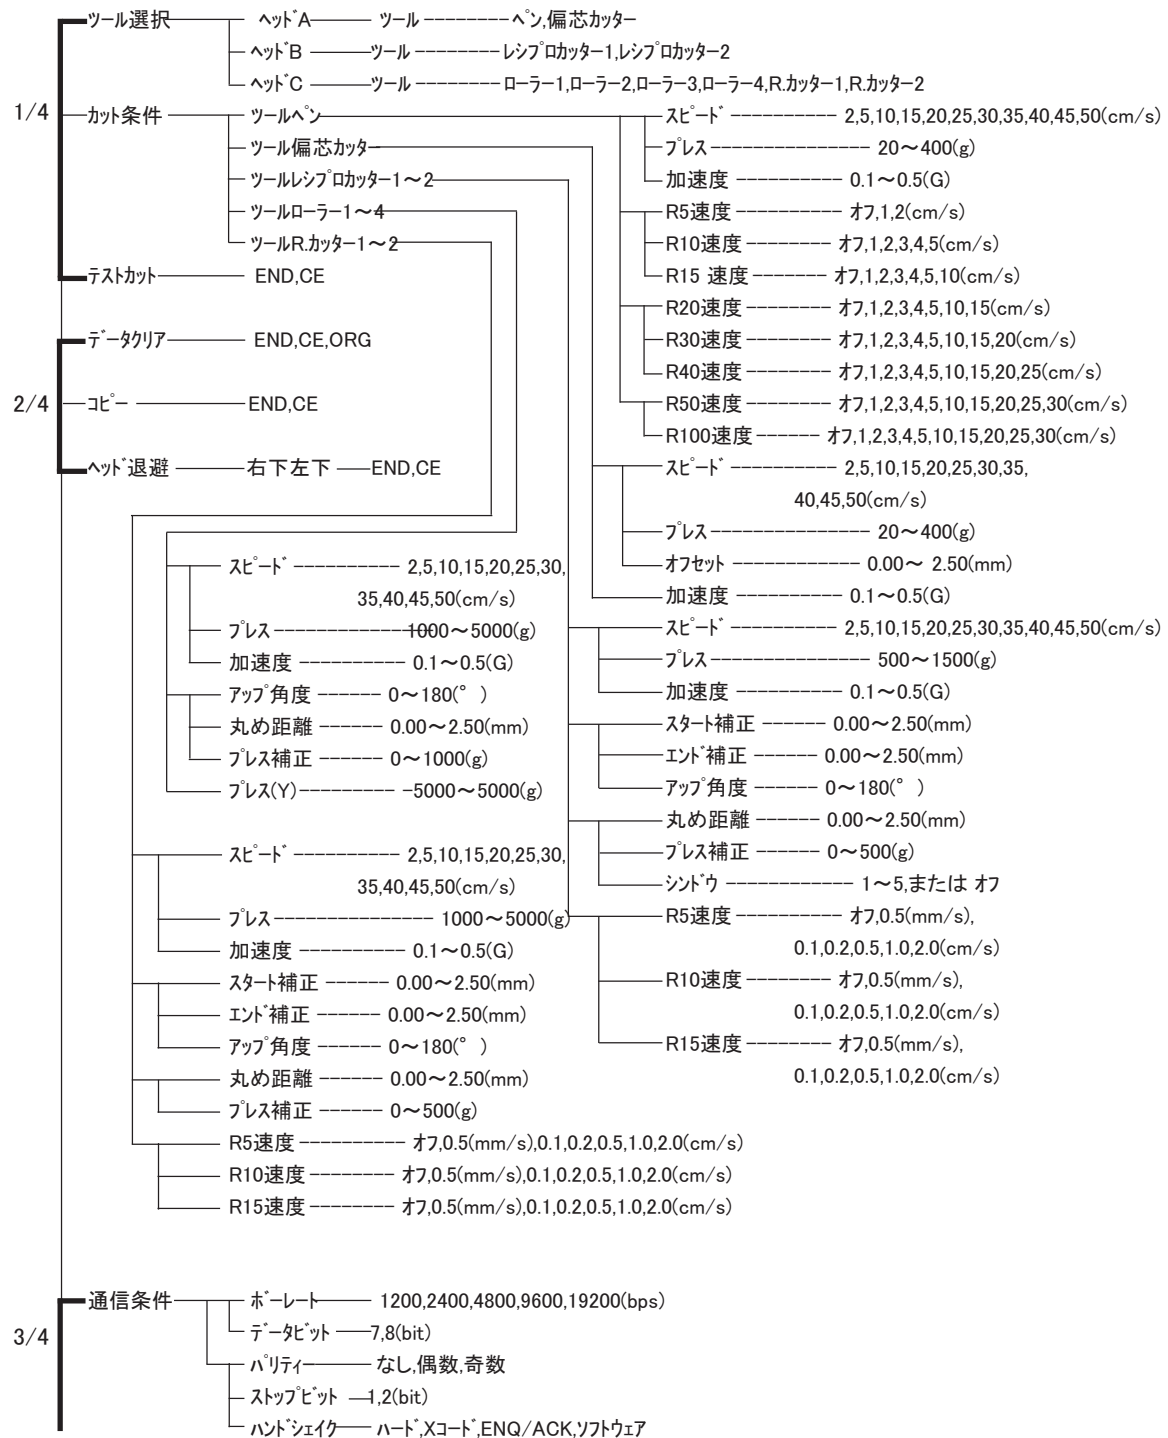 ツール選択 ヘッドA ツール -------- ペン,偏芯カッター
ヘッドB ツール -------- レシプロカッター1,レシプロカッター2
ヘッドC ツール -------- ローラー1,ローラー2,ローラー3,ローラー4,R.カッター1,R.カッター2
1/4
カット条件
ツールペン
ツール偏芯カッター
ツールレシプロカッター1～2
ツールローラー1～4
ツールR.カッター1～2
テストカット END,CE
スピード ---------- 2,5,10,15,20,25,30,35,40,45,50(cm/s)
プレス --------------- 20～400(g)
加速度 ---------- 0.1～0.5(G)
R5速度 ---------- オフ,1,2(cm/s)
R10速度 -------- オフ,1,2,3,4,5(cm/s)
R15 速度 ------- オフ,1,2,3,4,5,10(cm/s)
R20速度 -------- オフ,1,2,3,4,5,10,15(cm/s)
R30速度 -------- オフ,1,2,3,4,5,10,15,20(cm/s)
R40速度 -------- オフ,1,2,3,4,5,10,15,20,25(cm/s)
R50速度 -------- オフ,1,2,3,4,5,10,15,20,25,30(cm/s)
R100速度 ------ オフ,1,2,3,4,5,10,15,20,25,30(cm/s)
データクリア END,CE,ORG
2/4
コピー END,CE
ヘッド退避 右下左下 END,CE
スピード ---------- 2,5,10,15,20,25,30,35,
40,45,50(cm/s)
プレス --------------- 20～400(g)
オフセット ------------ 0.00～ 2.50(mm)
加速度 ---------- 0.1～0.5(G)
スピード ---------- 2,5,10,15,20,25,30,35,40,45,50(cm/s)
プレス --------------- 500～1500(g)
加速度 ---------- 0.1～0.5(G)
スタート補正 ------ 0.00～2.50(mm)
エンド補正 ------ 0.00～2.50(mm)
アップ角度 ------ 0～180(° )
丸め距離 ------ 0.00～2.50(mm)
プレス補正 ------ 0～500(g)
シンドウ ------------ 1～5,または オフ
R5速度 ---------- オフ,0.5(mm/s),
0.1,0.2,0.5,1.0,2.0(cm/s)
R10速度 -------- オフ,0.5(mm/s),
0.1,0.2,0.5,1.0,2.0(cm/s)
R15速度 -------- オフ,0.5(mm/s),
0.1,0.2,0.5,1.0,2.0(cm/s)
スピード ---------- 2,5,10,15,20,25,30,
35,40,45,50(cm/s)
プレス --------------- 1000～5000(g)
加速度 ---------- 0.1～0.5(G)
アップ角度 ------ 0～180(° )
丸め距離 ------ 0.00～2.50(mm)
プレス補正 ------ 0～1000(g)
プレス(Y) --------- -5000～5000(g)
スピード ---------- 2,5,10,15,20,25,30,
35,40,45,50(cm/s)
プレス --------------- 1000～5000(g)
加速度 ---------- 0.1～0.5(G)
スタート補正 ------ 0.00～2.50(mm)
エンド補正 ------ 0.00～2.50(mm)
アップ角度 ------ 0～180(° )
丸め距離 ------ 0.00～2.50(mm)
プレス補正 ------ 0～500(g)
R5速度 ---------- オフ,0.5(mm/s),0.1,0.2,0.5,1.0,2.0(cm/s)
R10速度 -------- オフ,0.5(mm/s),0.1,0.2,0.5,1.0,2.0(cm/s)
R15速度 -------- オフ,0.5(mm/s),0.1,0.2,0.5,1.0,2.0(cm/s)
通信条件 ボーレート 1200,2400,4800,9600,19200(bps)
3/4
データビット 7,8(bit)
パリティー なし,偶数,奇数
ストップビット 1,2(bit)
ハンドシェイク ハード,Xコード,ENQ/ACK,ソフトウェア